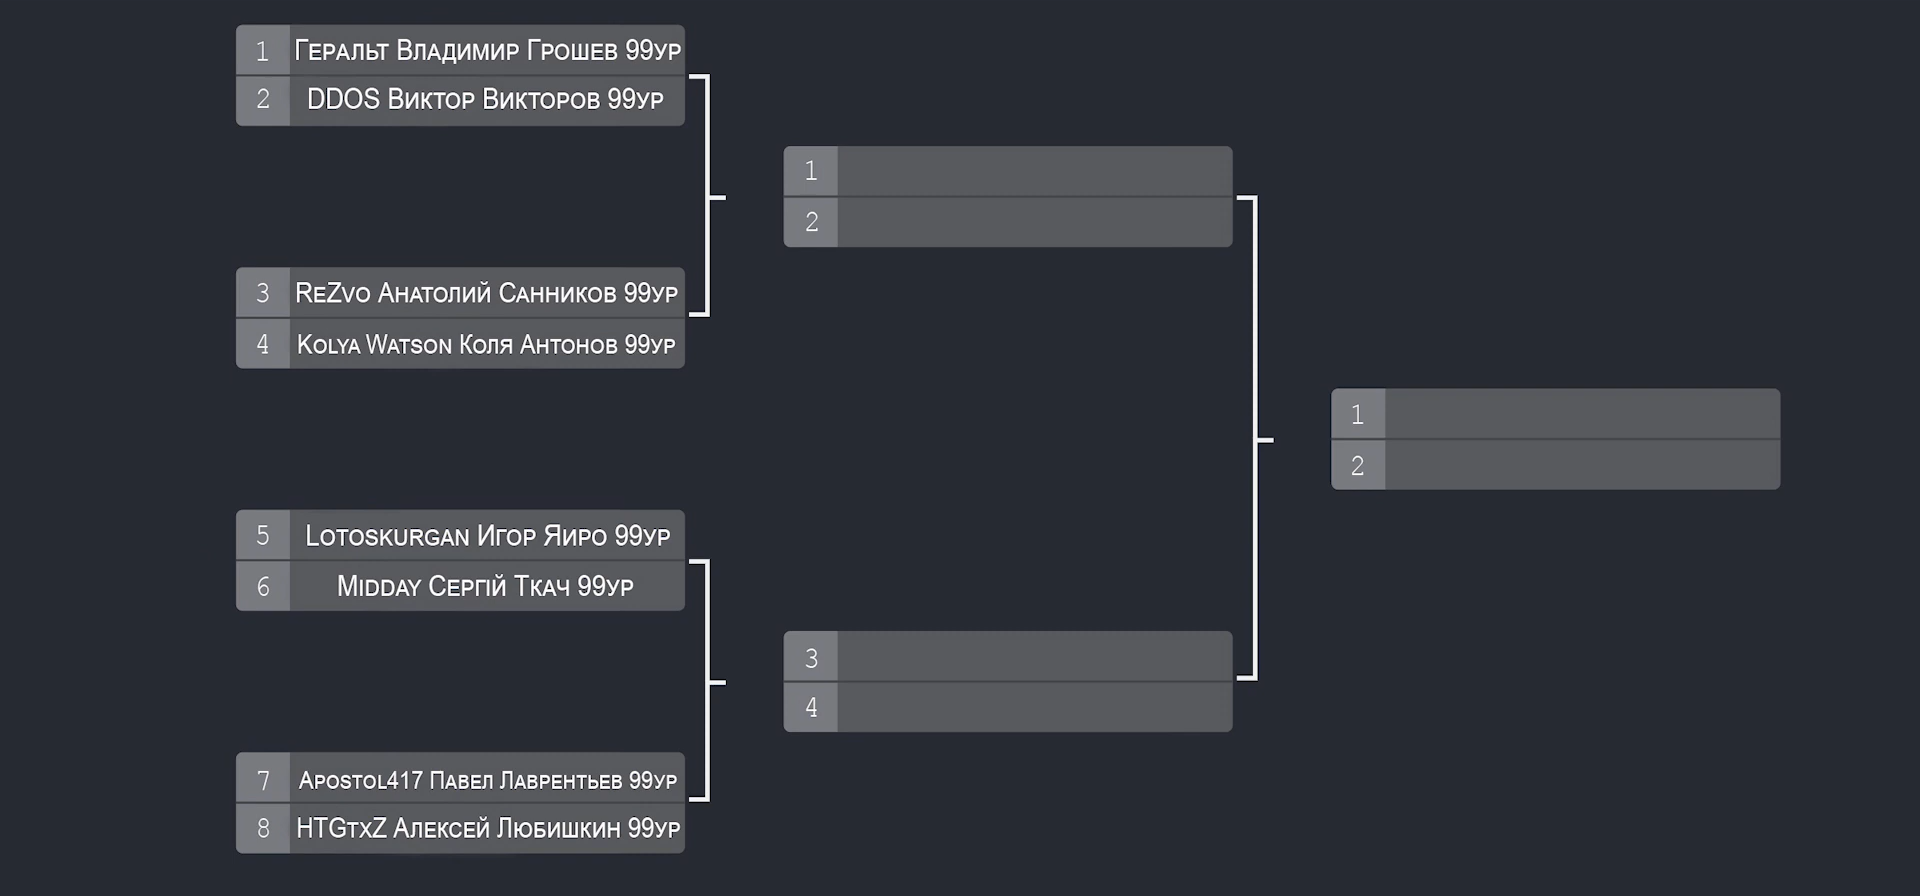 1 Геральт Владимир Грошев 99ур
2 DDOS Виктор Викторов 99ур
3 ReZvo Анатолий Санников 99ур
4 Kolya Watson Коля Антонов 99ур
5 Lotoskurgan Игор Яиро 99ур
6 Midday Сергій Ткач 99ур
7 Apostol417 Павел Лаврентьев 99ур
8 HTGtxZ Алексей Любишкин 99ур
1
2
3
4
1
2